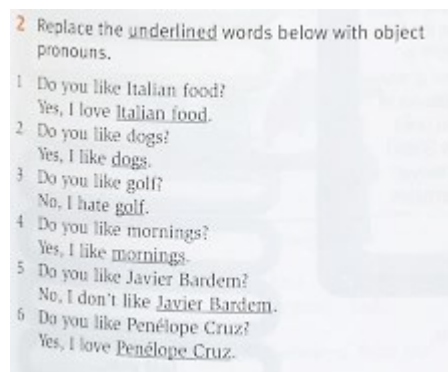 2 Replace the underlined words below with object
pronouns.
1 Do you like Italian food?
Yes, I love Italian food.
2 Do you like dogs?
Yes, I like dogs.
3 Do you like golf?
No, I hate golf.
4 Do you like mornings?
Yes, I like mornings.
5 Do you like Javier Bardem?
No, I don't like Javier Bardem.
6 Do you like Penélope Cruz?
Yes, I love Penélope Cruz.